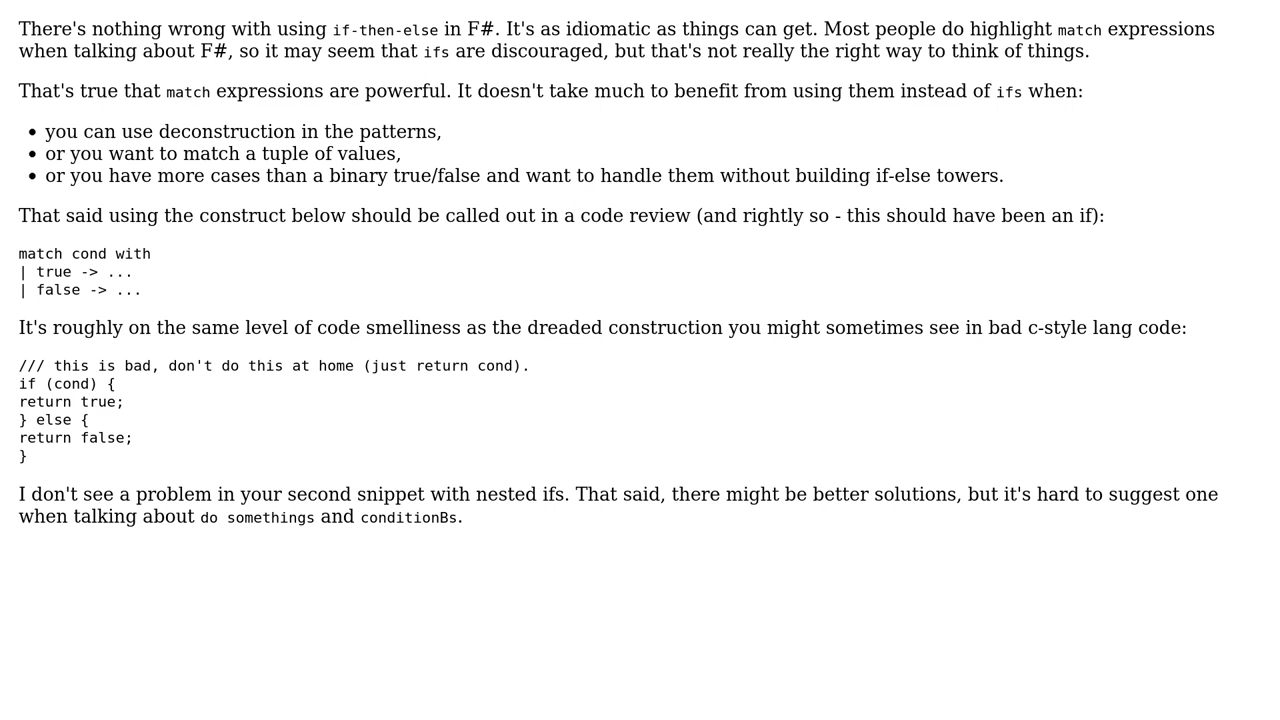 There's nothing wrong with using if-then-else in F#. It's as idiomatic as things can get. Most people do highlight match expressions
when talking about F#, so it may seem that ifs are discouraged, but that's not really the right way to think of things.
That's true that match expressions are powerful. It doesn't take much to benefit from using them instead of ifs when:
• you can use deconstruction in the patterns,
• or you want to match a tuple of values,
• or you have more cases than a binary true/false and want to handle them without building if-else towers.
That said using the construct below should be called out in a code review (and rightly so - this should have been an if):
match cond with
| true -> ...
| false -> ...
It's roughly on the same level of code smelliness as the dreaded construction you might sometimes see in bad c-style lang code:
/// this is bad, don't do this at home (just return cond).
if (cond) {
return true;
} else {
return false;
}
I don't see a problem in your second snippet with nested ifs. That said, there might be better solutions, but it's hard to suggest one
when talking about do somethings and conditionBs.